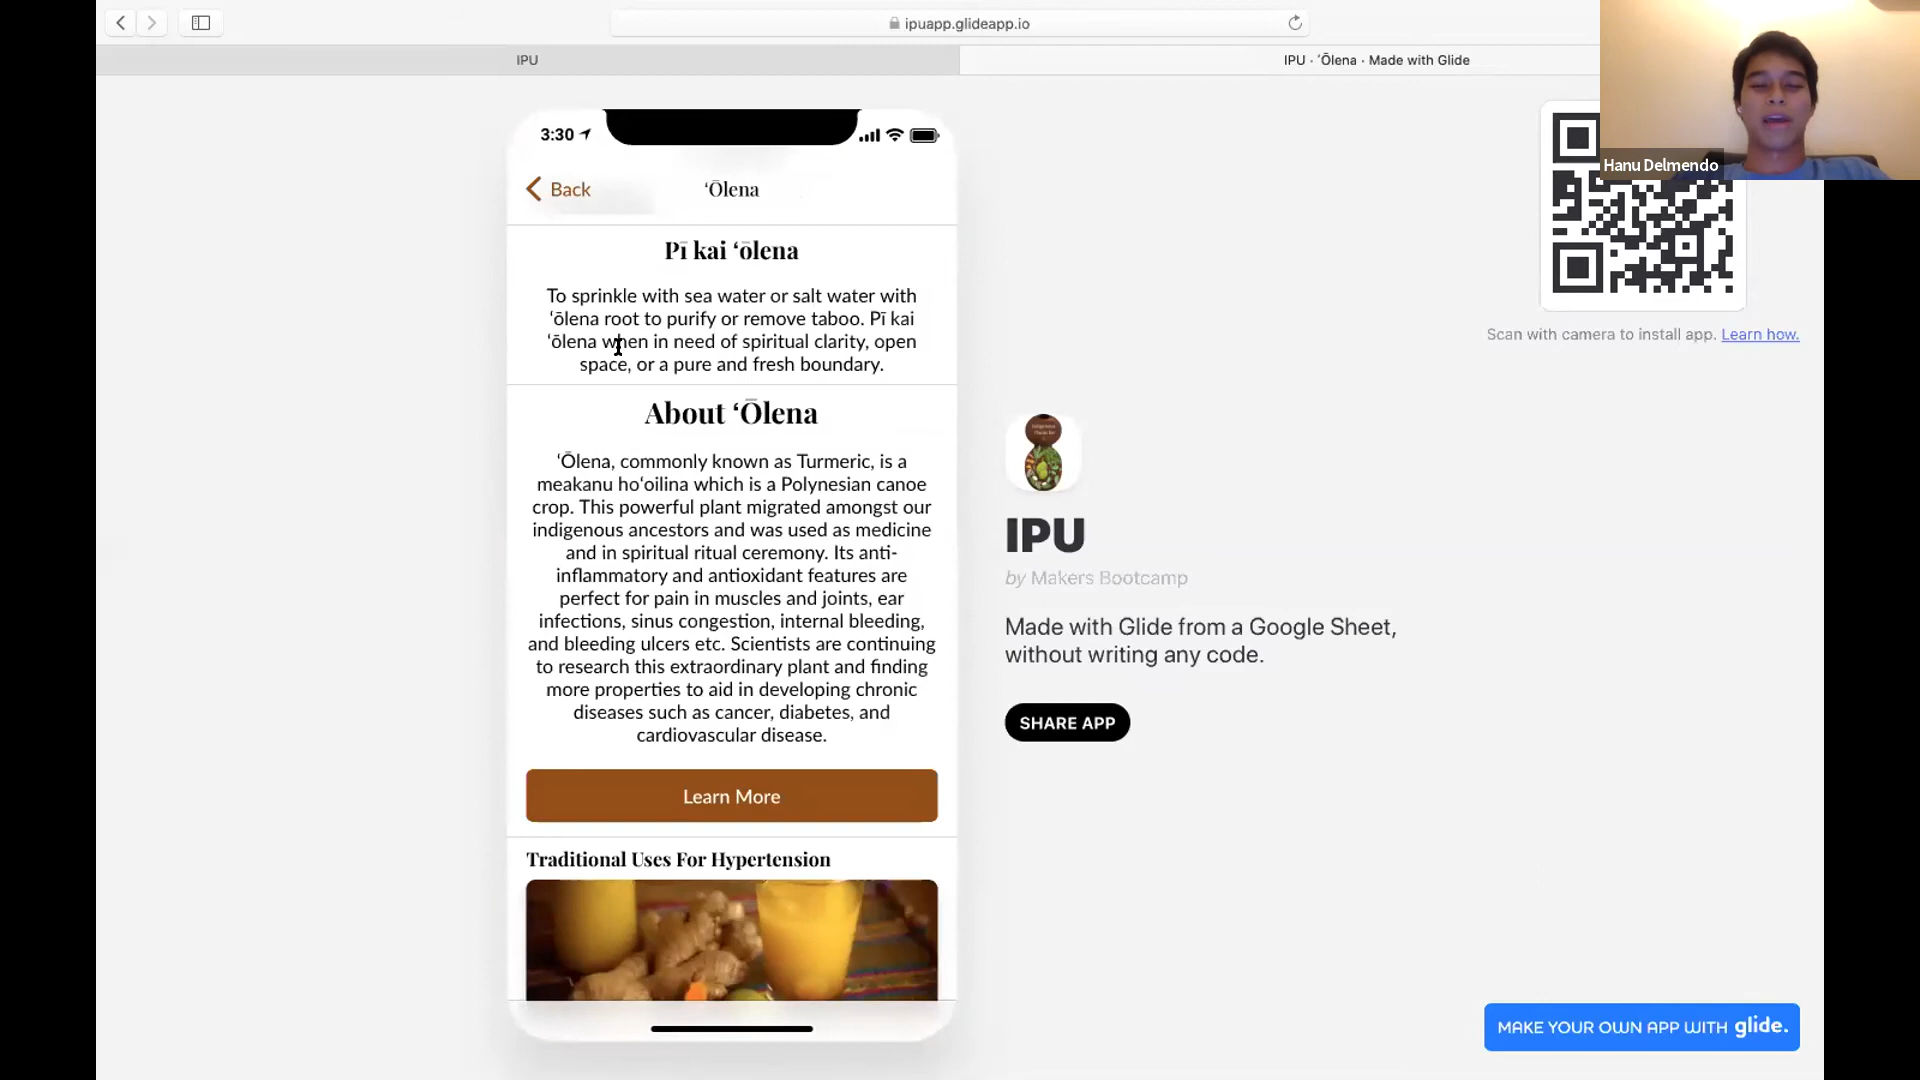 ipuapp.glideapp.io
IPU
IPU · ʻŌlena · Made with Glide
Hanu Delmendo
3:30
Back
ʻŌlena
Pī kai ʻōlena
To sprinkle with sea water or salt water with
ʻōlena root to purify or remove taboo. Pī kai
ʻōlena when in need of spiritual clarity, open
space, or a pure and fresh boundary.
About ʻŌlena
ʻŌlena, commonly known as Turmeric, is a
meakanu hoʻoilina which is a Polynesian canoe
crop. This powerful plant migrated amongst our
indigenous ancestors and was used as medicine
and in spiritual ritual ceremony. Its anti-
inflammatory and antioxidant features are
perfect for pain in muscles and joints, ear
infections, sinus congestion, internal bleeding,
and bleeding ulcers etc. Scientists are continuing
to research this extraordinary plant and finding
more properties to aid in developing chronic
diseases such as cancer, diabetes, and
cardiovascular disease.
Learn More
Traditional Uses For Hypertension
Scan with camera to install app. Learn how.
IPU
by Makers Bootcamp
Made with Glide from a Google Sheet,
without writing any code.
SHARE APP
MAKE YOUR OWN APP WITH glide.